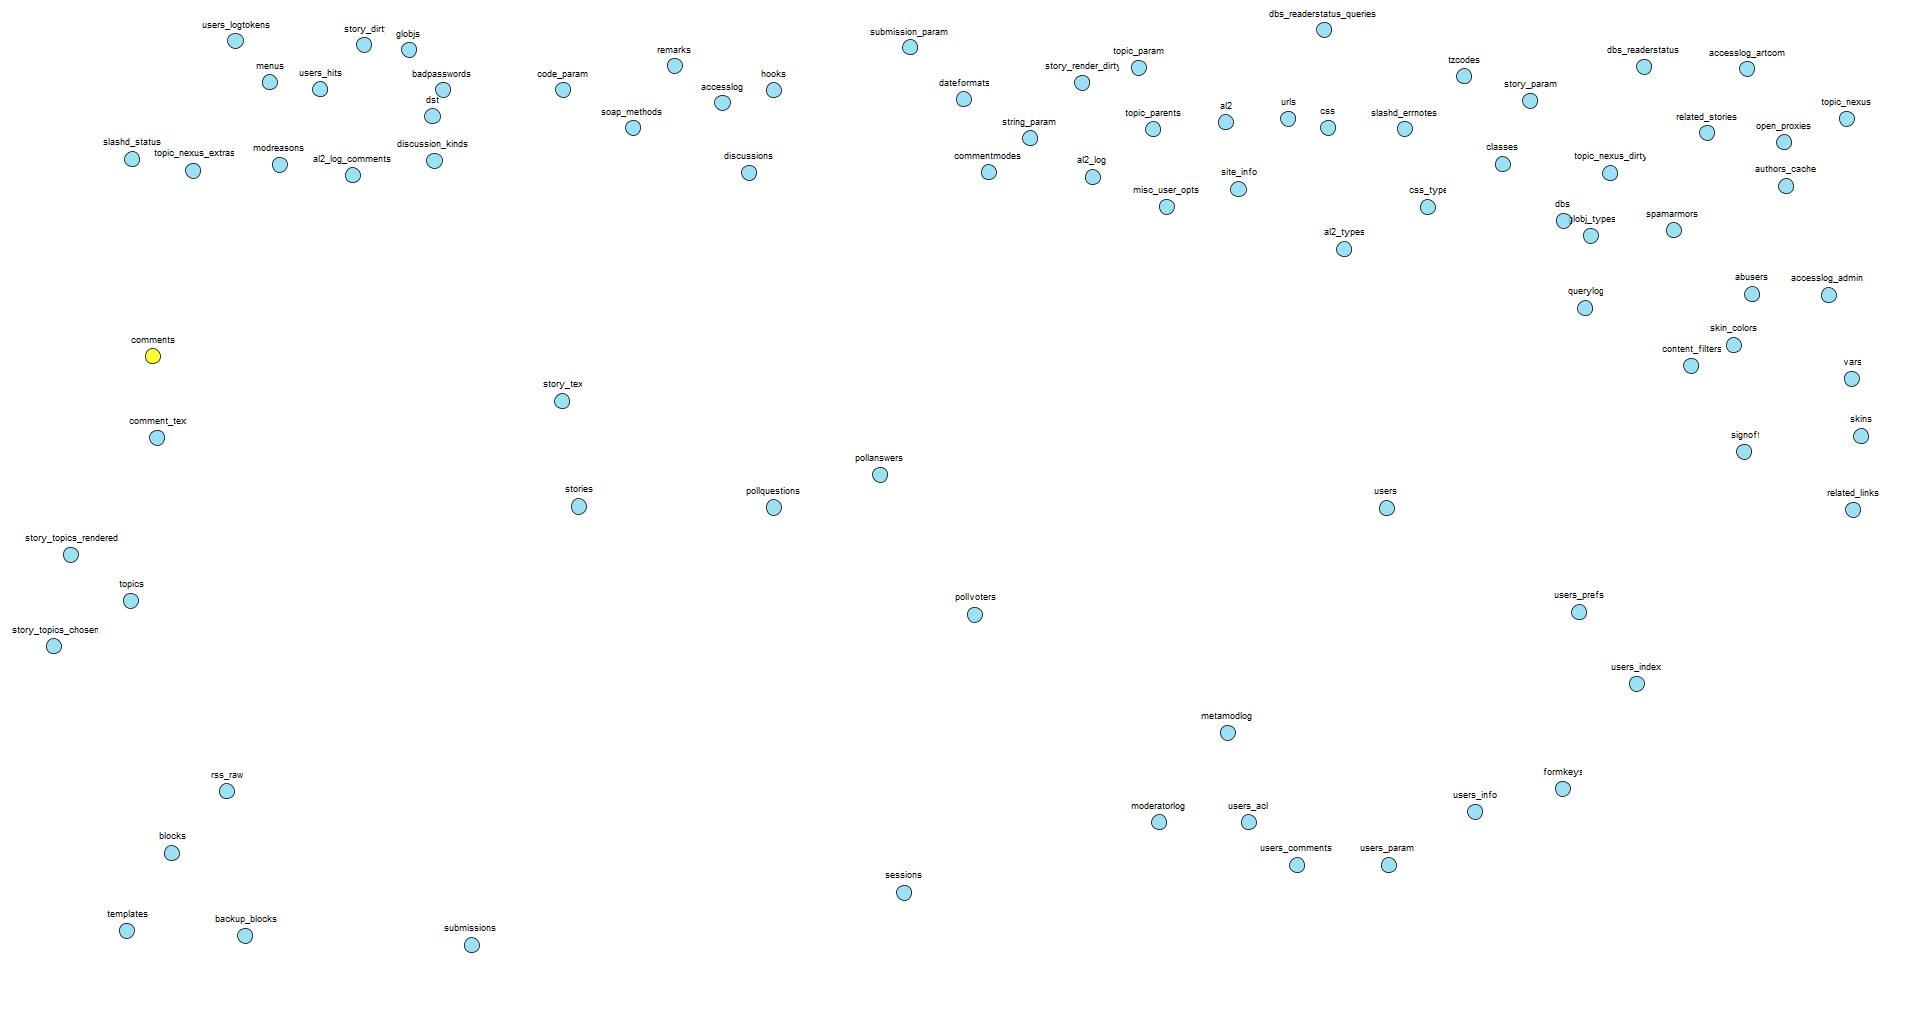 dbs_readerstatus_queries
users_logtokens
story_dirt
globjs
submission_param
remarks
topic_param
dbs_readerstatus
accesslog_artcom
menus
users_hits
badpasswords
code_param
accesslog
hooks
dateformats
story_render_dirty
tzcodes
story_param
dst
soap_methods
string_param
topic_parents
al2
urls
css
slashd_errnotes
related_stories
open_proxies
topic_nexus
slashd_status
topic_nexus_extras
modreasons
al2_log_comments
discussion_kinds
discussions
commentmodes
al2_log
classes
topic_nexus_dirty
authors_cache
misc_user_opts
site_info
css_type
dbs
globj_types
spamarmors
al2_types
abusers
accesslog_admin
querylog
skin_colors
comments
content_filters
vars
story_tex
comment_tex
skins
signoff
pollanswers
stories
pollquestions
users
related_links
story_topics_rendered
topics
pollvoters
users_prefs
story_topics_chosen
users_index
metamodlog
rss_raw
formkeys
moderatorlog
users_acl
users_info
blocks
users_comments
users_param
sessions
templates
backup_blocks
submissions